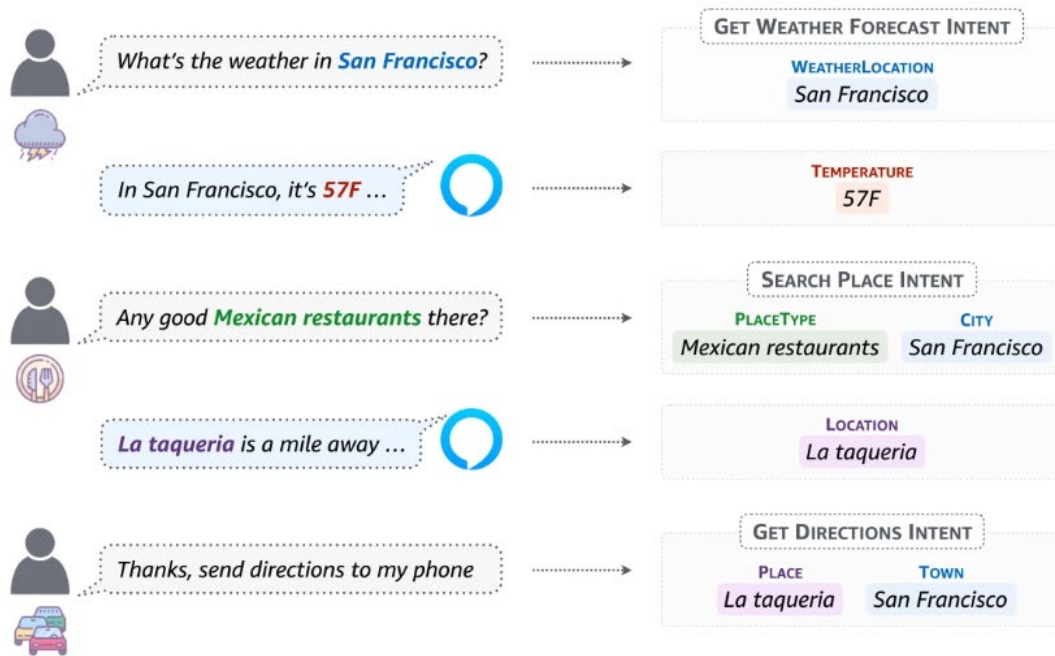 GET WEATHER FORECAST INTENT
What's the weather in San Francisco?
WEATHERLOCATION
San Francisco
In San Francisco, it's 57F ...
TEMPERATURE
57F
SEARCH PLACE INTENT
Any good Mexican restaurants there?
PLACETYPE CITY
Mexican restaurants San Francisco
La taqueria is a mile away ...
LOCATION
La taqueria
GET DIRECTIONS INTENT
Thanks, send directions to my phone
PLACE TOWN
La taqueria San Francisco